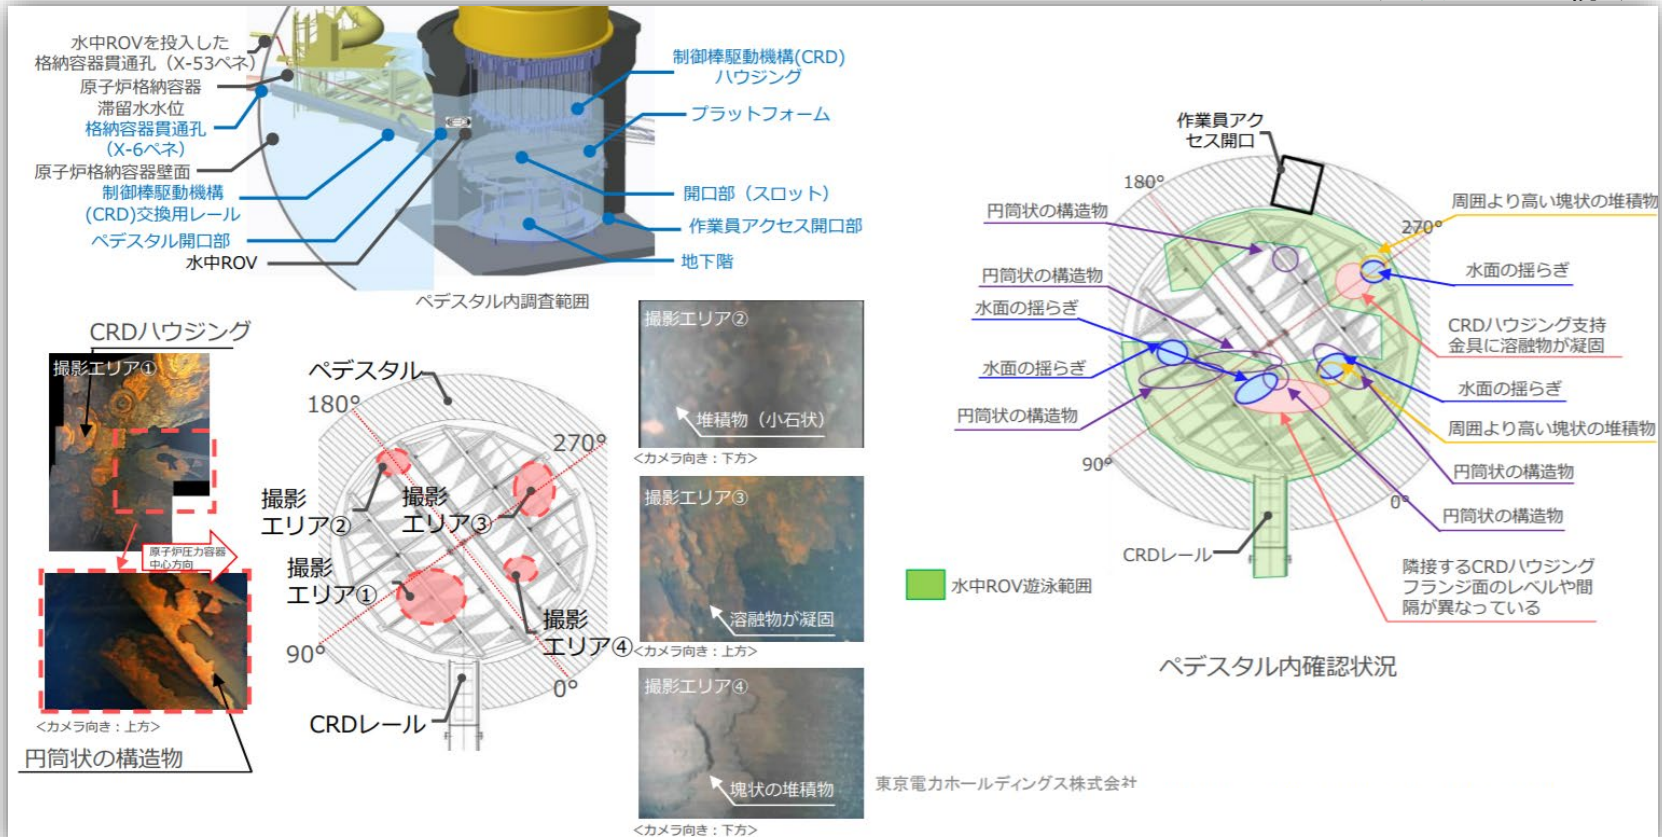 水中ROVを投入した
格納容器貫通孔（X-53ペネ）
原子炉格納容器
滞留水水位
格納容器貫通孔
（X-6ペネ）
原子炉格納容器壁面
制御棒駆動機構
(CRD)交換用レール
ペデスタル開口部
水中ROV
制御棒駆動機構(CRD)
ハウジング
プラットフォーム
開口部（スロット）
作業員アクセス開口部
地下階
ペデスタル内調査範囲
CRDハウジング
撮影エリア①
原子炉圧力容器
中心方向
<カメラ向き：上方>
円筒状の構造物
ペデスタル
180°
270°
撮影
エリア②
撮影
エリア③
撮影
エリア①
撮影
エリア④
90°
0°
CRDレール
撮影エリア②
堆積物（小石状）
<カメラ向き：下方>
撮影エリア③
溶融物が凝固
<カメラ向き：上方>
撮影エリア④
塊状の堆積物
<カメラ向き：下方>
作業員アク
セス開口
180°
円筒状の構造物
円筒状の構造物
水面の揺らぎ
水面の揺らぎ
円筒状の構造物
90°
周囲より高い塊状の堆積物
270°
水面の揺らぎ
CRDハウジング支持
金具に溶融物が凝固
水面の揺らぎ
周囲より高い塊状の堆積物
円筒状の構造物
0°
円筒状の構造物
CRDレール
隣接するCRDハウジング
フランジ面のレベルや間
隔が異なっている
水中ROV遊泳範囲
ペデスタル内確認状況
東京電力ホールディングス株式会社